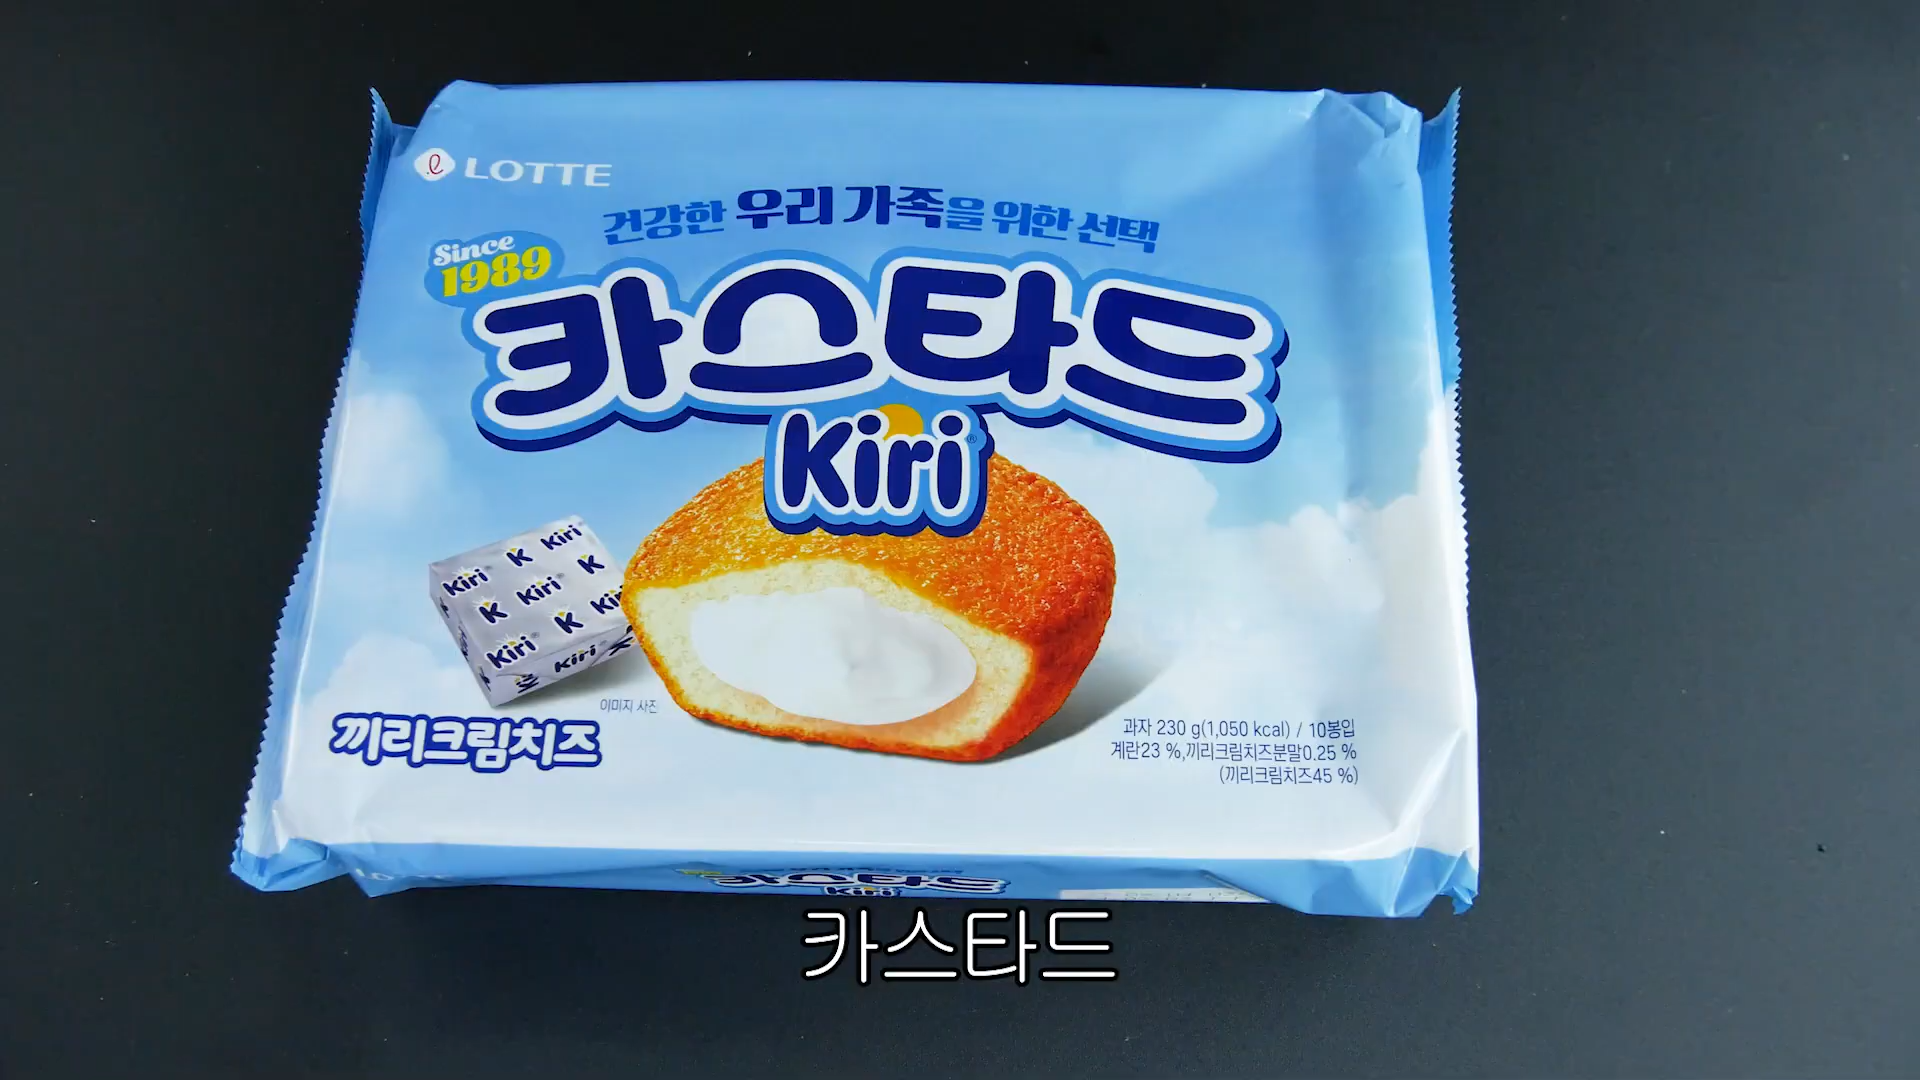 LOTTE
건강한 우리 가족을 위한 선택
Since
1989
카스타드
Kiri
Kiri K Kiri
K Kiri K
Kiri K Kiri
Kiri
이미지 사진
끼리크림치즈
과자 230 g(1,050 kcal) / 10봉입
계란23 %,끼리크림치즈분말0.25 %
(끼리크림치즈45 %)
카스타드
Kiri
카스타드